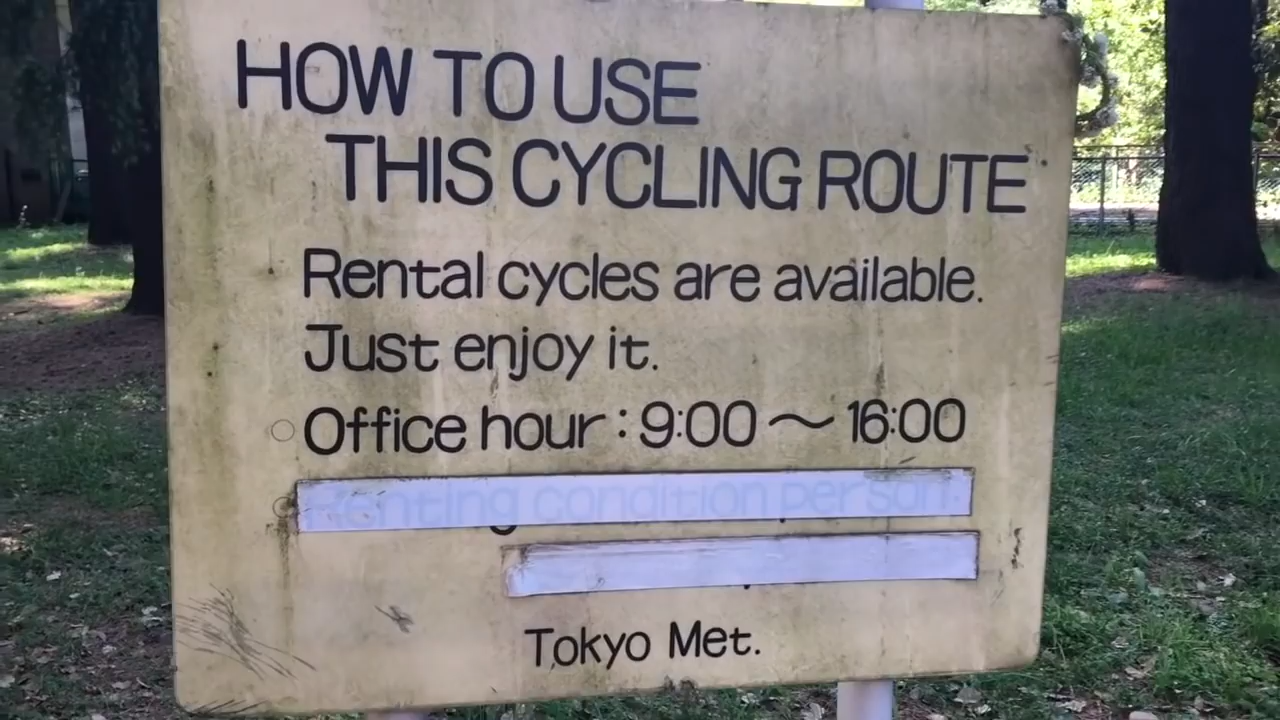 HOW TO USE
THIS CYCLING ROUTE
Rental cycles are available.
Just enjoy it.
Office hour : 9:00 ～ 16:00
Renting condition per son
Tokyo Met.